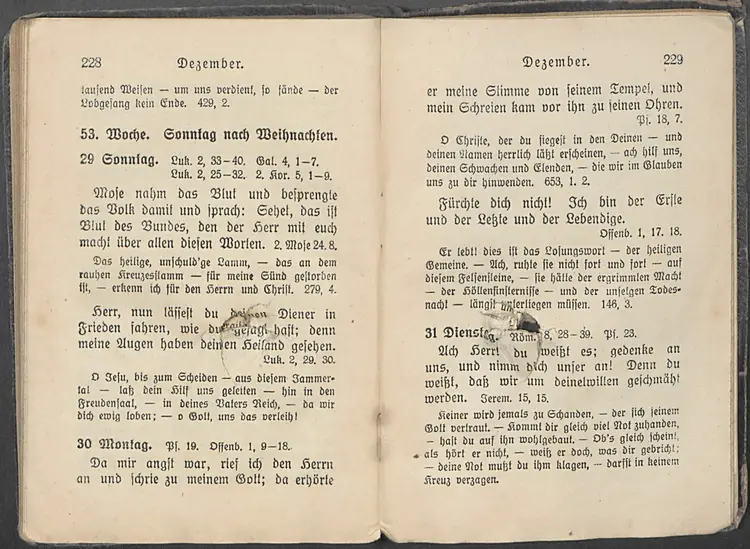 228
Dezember.
tausend Weisen — um uns verdient, so fände — der
Lobgesang kein Ende. 429, 2.
53. Woche. Sonntag nach Weihnachten.
29 Sonntag. Luk. 2, 33-40. Gal. 4, 1-7.
Luk. 2, 25-32. 2. Kor. 5, 1-9.
Mose nahm das Blut und besprengte
das Volk damit und sprach: Sehet, das ist
Blut des Bundes, den der Herr mit euch
macht über allen diesen Worten. 2. Mose 24. 8.
Das heilige, unschuld'ge Lamm, — das an dem
rauhen Kreuzesstamm — für meine Sünd gestorben
ist, — erkenn ich für den Herrn und Christ. 279, 4.
Herr, nun lässest du deinen Diener in
Frieden fahren, wie du gesagt hast; denn
meine Augen haben deinen Heiland gesehen.
Luk. 2, 29. 30.
O Jesu, bis zum Scheiden — aus diesem Jammer-
tal — laß dein Hilf uns geleiten — hin in den
Freudensaal, — in deines Vaters Reich, — da wir
dich ewig loben; — o Gott, uns das verleih!
30 Montag. Ps. 19. Offenb. 1, 9-18.
Da mir angst war, rief ich den Herrn
an und schrie zu meinem Gott; da erhörte
Dezember.
229
er meine Stimme von seinem Tempel, und
mein Schreien kam vor ihn zu seinen Ohren.
Ps. 18, 7.
O Christe, der du siegest in den Deinen — und
deinen Namen herrlich läßt erscheinen, — ach hilf uns,
deinen Schwachen und Elenden, — die wir im Glauben
uns zu dir hinwenden. 653, 1. 2.
Fürchte dich nicht! Ich bin der Erste
und der Letzte und der Lebendige.
Offenb. 1, 17. 18.
Er lebt! dies ist das Losungswort — der heiligen
Gemeine. — Ach, ruhte sie nicht fort und fort — auf
diesem Felsensteine, — sie hätte der ergrimmten Macht
— der Höllenfinsternisse — und der unselgen Todes-
nacht — längst unterliegen müssen. 146, 3.
31 Dienstag. Röm. 8, 28-39. Ps. 23.
Ach Herr! du weißt es; gedenke an
uns, und nimm dich unser an! Denn du
weißt, daß wir um deinetwillen geschmäht
werden. Jerem. 15, 15.
Keiner wird jemals zu Schanden, — der sich seinem
Gott vertraut. — Kommt dir gleich viel Not zuhanden,
— hast du auf ihn wohlgebaut. — Ob's gleich scheint,
als hört er nicht, — weiß er doch, was dir gebricht;
— deine Not mußt du ihm klagen, — darfst in keinem
Kreuz verzagen.